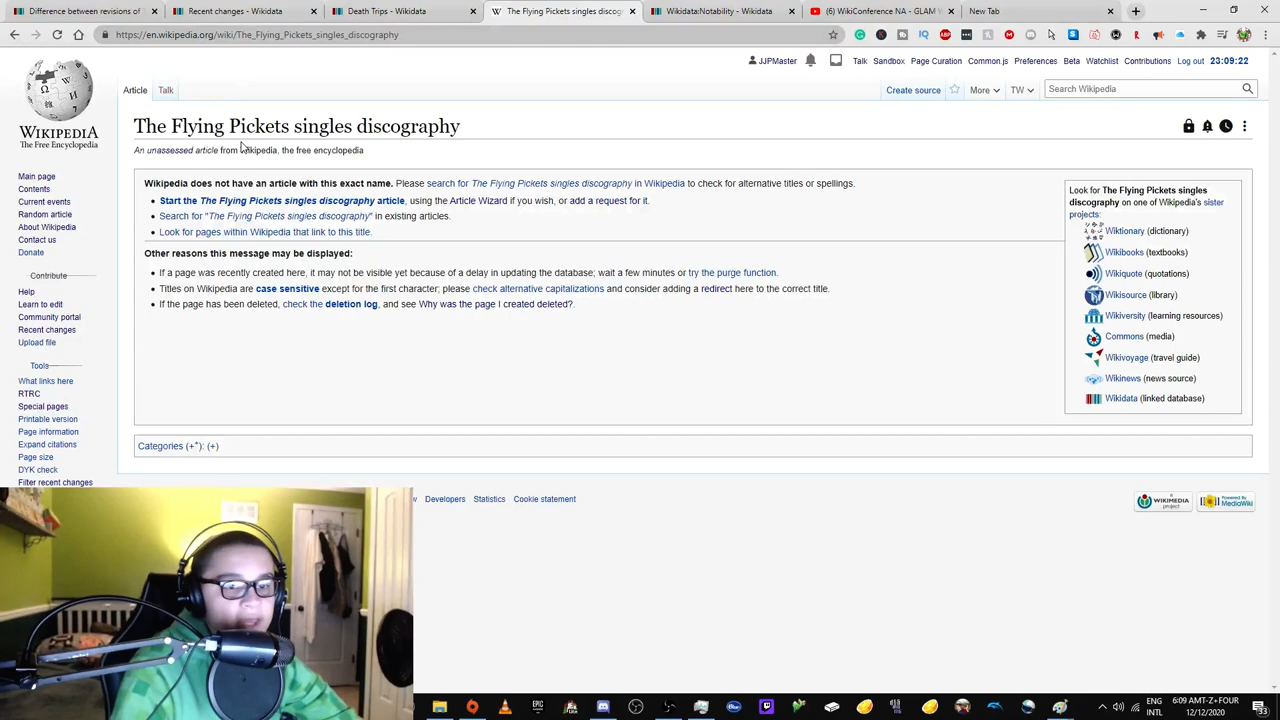 Difference between revisions of
Recent changes - Wikidata
Death Trips - Wikidata
The Flying Pickets singles discog
Wikidata:Notability - Wikidata
(6) WikiConference NA - GLAM
New Tab
https://en.wikipedia.org/wiki/The_Flying_Pickets_singles_discography
JJPMaster Talk Sandbox Page Curation Common.js Preferences Beta Watchlist Contributions Log out 23:09:22
Article Talk Create source More TW Search Wikipedia
WIKIPEDIA
The Free Encyclopedia
The Flying Pickets singles discography
An unassessed article from Wikipedia, the free encyclopedia
Main page
Contents
Current events
Random article
About Wikipedia
Contact us
Donate
Contribute
Help
Learn to edit
Community portal
Recent changes
Upload file
Tools
What links here
RTRC
Special pages
Printable version
Page information
Expand citations
Page size
DYK check
Filter recent changes
Wikipedia does not have an article with this exact name. Please search for The Flying Pickets singles discography in Wikipedia to check for alternative titles or spellings.
Start the The Flying Pickets singles discography article, using the Article Wizard if you wish, or add a request for it.
Search for "The Flying Pickets singles discography" in existing articles.
Look for pages within Wikipedia that link to this title.
Other reasons this message may be displayed:
If a page was recently created here, it may not be visible yet because of a delay in updating the database; wait a few minutes or try the purge function.
Titles on Wikipedia are case sensitive except for the first character; please check alternative capitalizations and consider adding a redirect here to the correct title.
If the page has been deleted, check the deletion log, and see Why was the page I created deleted?.
Look for The Flying Pickets singles
discography on one of Wikipedia's sister
projects:
Wiktionary (dictionary)
Wikibooks (textbooks)
Wikiquote (quotations)
Wikisource (library)
Wikiversity (learning resources)
Commons (media)
Wikivoyage (travel guide)
Wikinews (news source)
Wikidata (linked database)
Categories (++): (+)
Developers Statistics Cookie statement
A WIKIMEDIA project
Powered By MediaWiki
ENG
INTL
6:09 AMT-Z+FOUR
12/12/2020